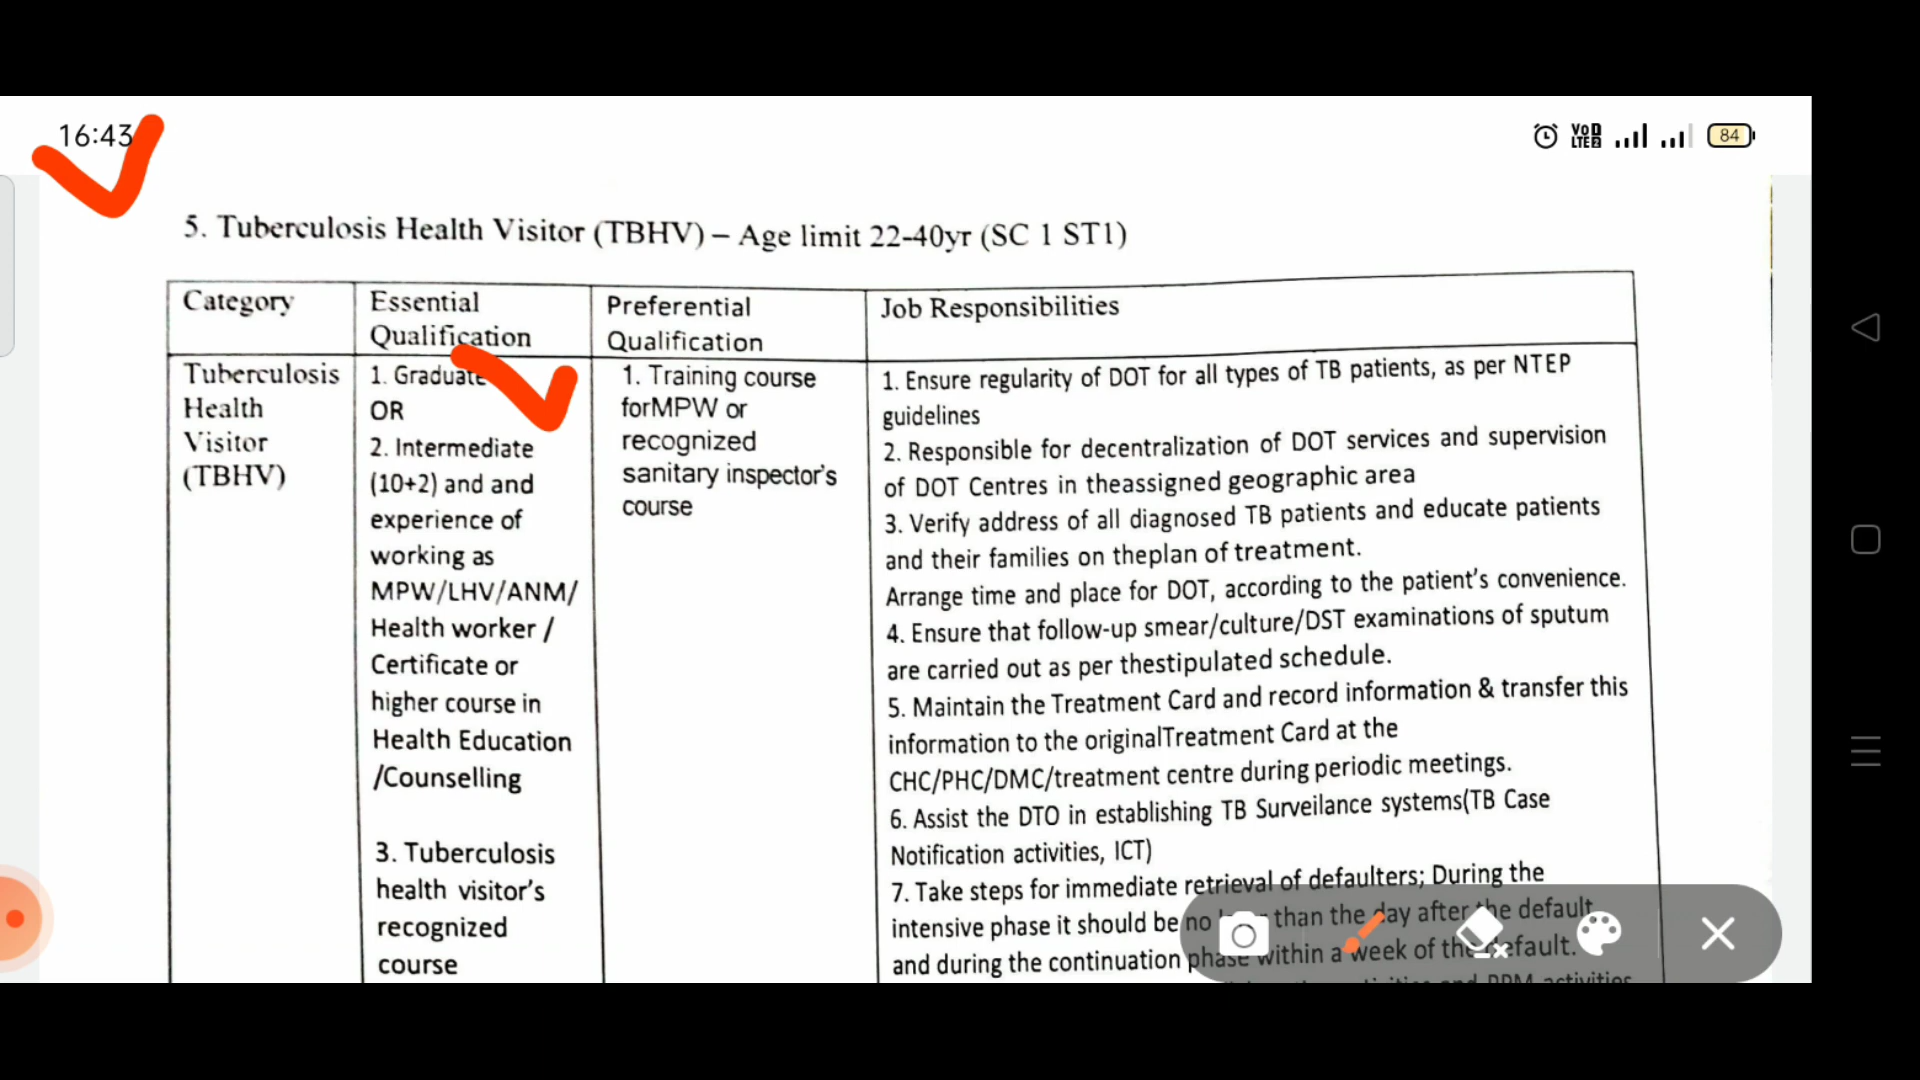 16:43
VoD LTE2
84
5. Tuberculosis Health Visitor (TBHV) – Age limit 22-40yr (SC 1 ST1)
Category
Essential
Qualification
Preferential
Qualification
Job Responsibilities
Tuberculosis
Health
Visitor
(TBHV)
1. Graduate
OR
2. Intermediate
(10+2) and and
experience of
working as
MPW/LHV/ANM/
Health worker /
Certificate or
higher course in
Health Education
/Counselling
3. Tuberculosis
health visitor's
recognized
course
1. Training course
forMPW or
recognized
sanitary inspector's
course
1. Ensure regularity of DOT for all types of TB patients, as per NTEP
guidelines
2. Responsible for decentralization of DOT services and supervision
of DOT Centres in theassigned geographic area
3. Verify address of all diagnosed TB patients and educate patients
and their families on theplan of treatment.
Arrange time and place for DOT, according to the patient's convenience.
4. Ensure that follow-up smear/culture/DST examinations of sputum
are carried out as per thestipulated schedule.
5. Maintain the Treatment Card and record information & transfer this
information to the originalTreatment Card at the
CHC/PHC/DMC/treatment centre during periodic meetings.
6. Assist the DTO in establishing TB Surveilance systems(TB Case
Notification activities, ICT)
7. Take steps for immediate retrieval of defaulters; During the
intensive phase it should be no than the day after the default
and during the continuation phase within a week of the default.
and PPM activities